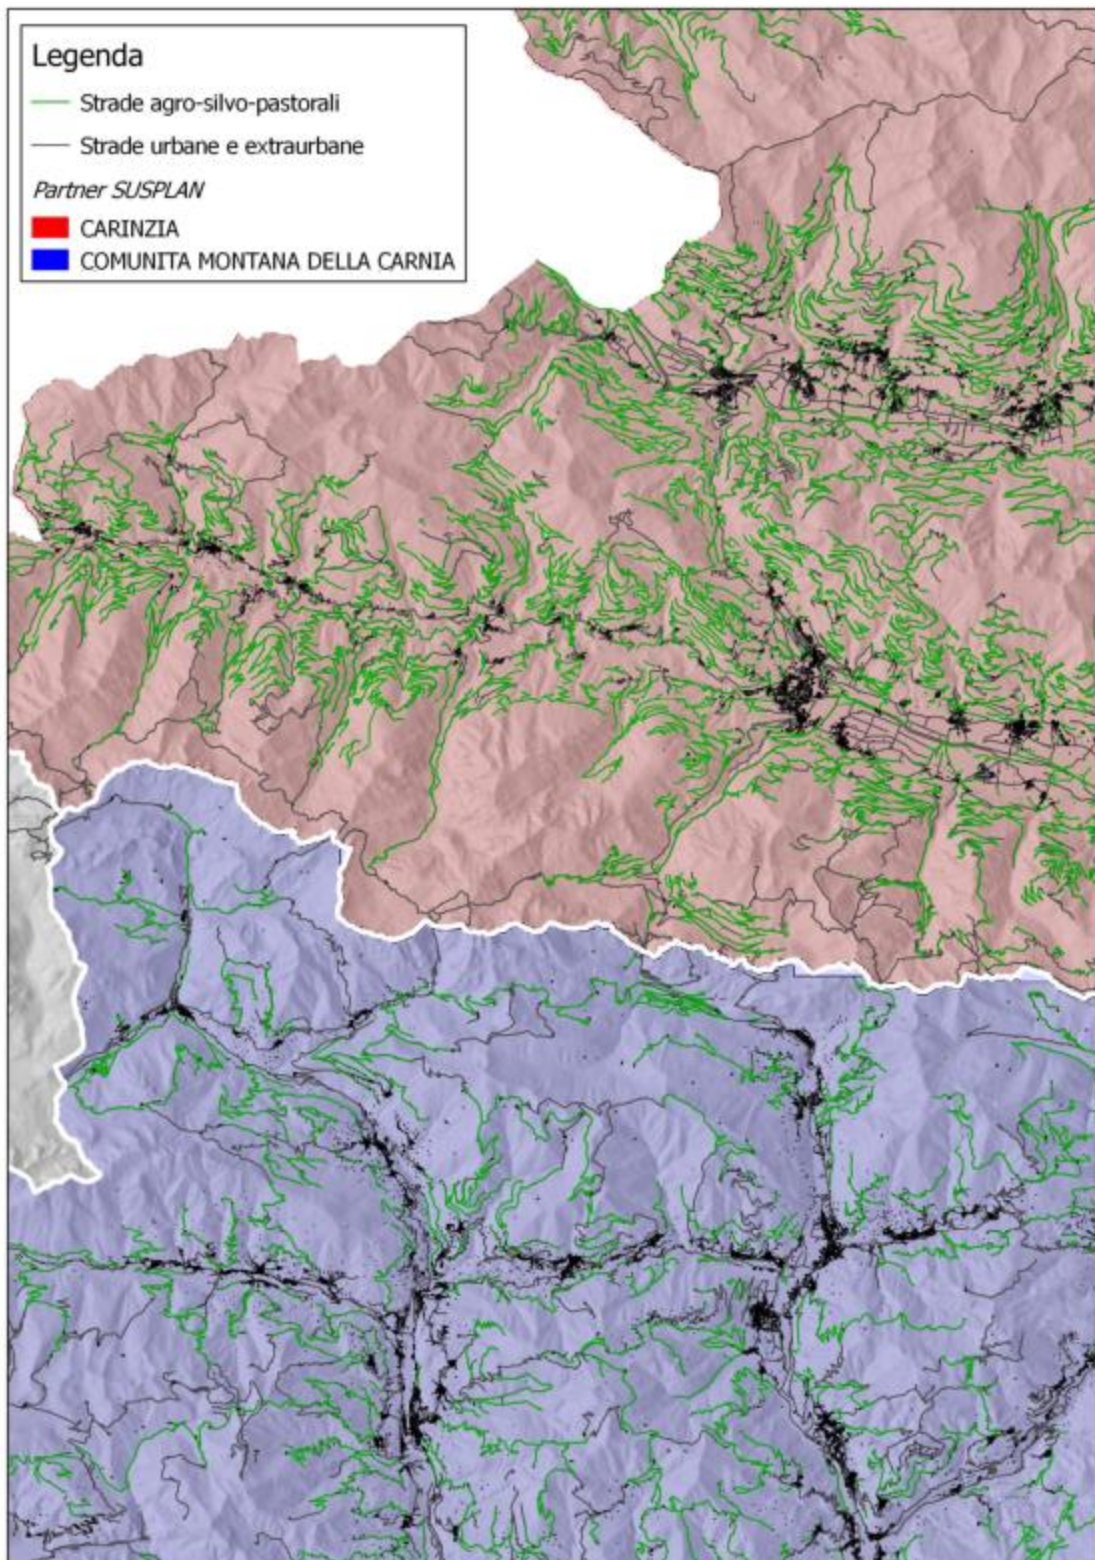 Legenda
Strade agro-silvo-pastorali
Strade urbane e extraurbane
Partner SUSPLAN
CARINZIA
COMUNITA MONTANA DELLA CARNIA